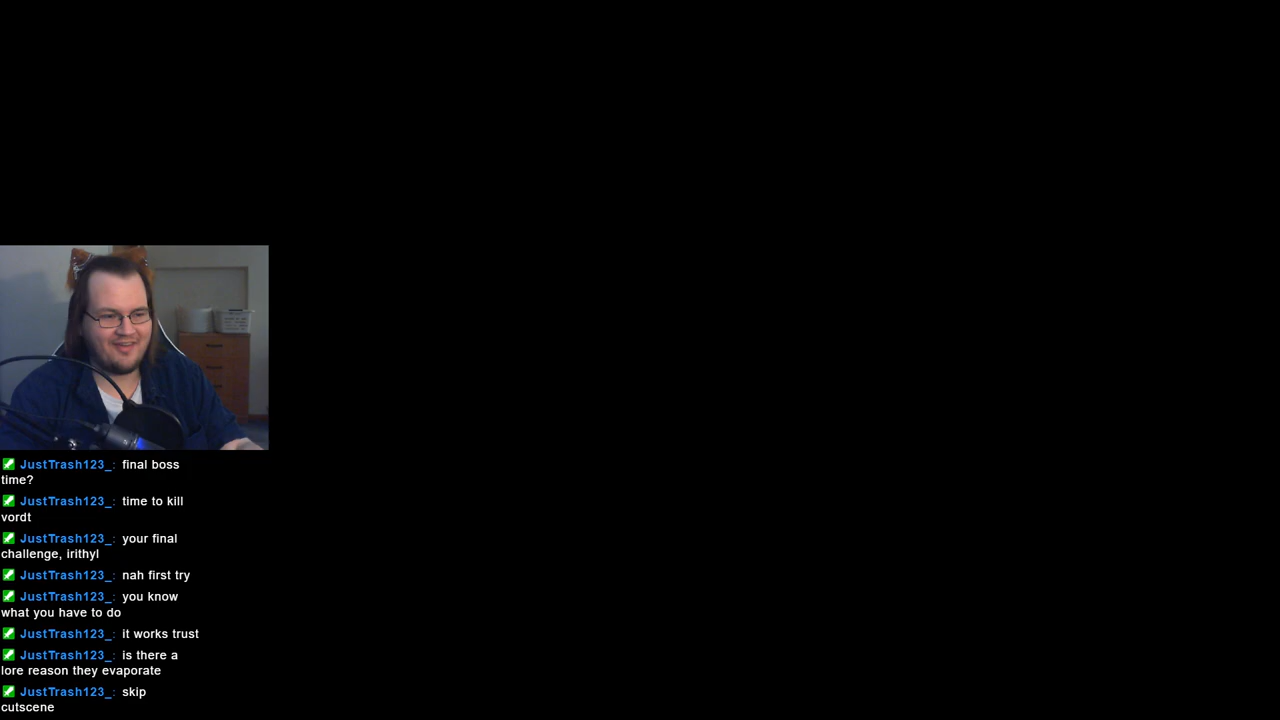 JustTrash123_: final boss
time?
JustTrash123_: time to kill
vordt
JustTrash123_: your final
challenge, irithyl
JustTrash123_: nah first try
JustTrash123_: you know
what you have to do
JustTrash123_: it works trust
JustTrash123_: is there a
lore reason they evaporate
JustTrash123_: skip
cutscene